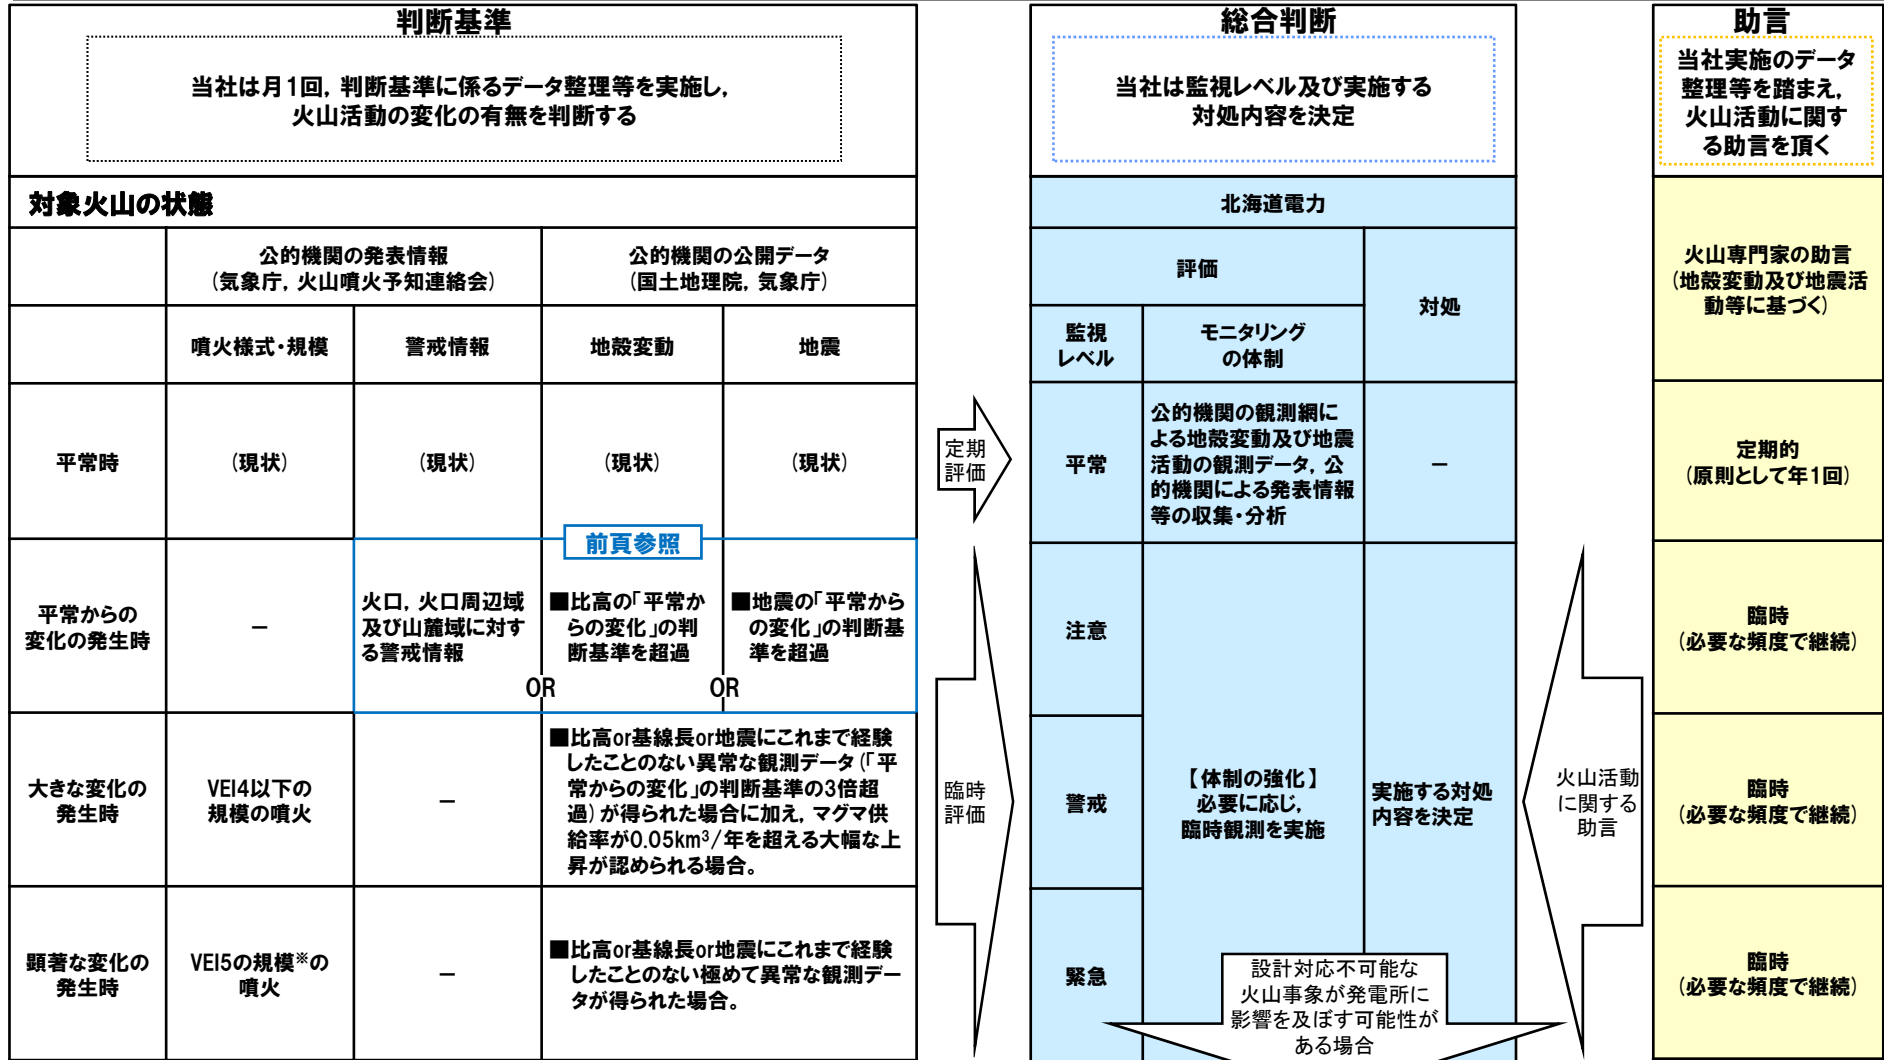 判断基準
当社は月1回,判断基準に係るデータ整理等を実施し,
火山活動の変化の有無を判断する
対象火山の状態
公的機関の発表情報
(気象庁,火山噴火予知連絡会)
公的機関の公開データ
(国土地理院,気象庁)
噴火様式・規模
警戒情報
地殻変動
地震
平常時
(現状)
(現状)
(現状)
(現状)
前頁参照
平常からの
変化の発生時
－
火口,火口周辺域
及び山麓域に対す
る警戒情報
OR
■比高の「平常か
らの変化」の判
断基準を超過
OR
■地震の「平常から
の変化」の判断基
準を超過
大きな変化の
発生時
VEI4以下の
規模の噴火
－
■比高or基線長or地震にこれまで経験
したことのない異常な観測データ(「平
常からの変化」の判断基準の3倍超
過)が得られた場合に加え,マグマ供
給率が0.05km³/年を超える大幅な上
昇が認められる場合。
顕著な変化の
発生時
VEI5の規模※の
噴火
－
■比高or基線長or地震にこれまで経験
したことのない極めて異常な観測デー
タが得られた場合。
定期
評価
臨時
評価
総合判断
当社は監視レベル及び実施する
対処内容を決定
北海道電力
評価
対処
監視
レベル
モニタリング
の体制
平常
公的機関の観測網に
よる地殻変動及び地震
活動の観測データ,公
的機関による発表情報
等の収集・分析
－
注意
警戒
【体制の強化】
必要に応じ,
臨時観測を実施
実施する対処
内容を決定
緊急
設計対応不可能な
火山事象が発電所に
影響を及ぼす可能性が
ある場合
火山活動
に関する
助言
助言
当社実施のデータ
整理等を踏まえ,
火山活動に関す
る助言を頂く
火山専門家の助言
(地殻変動及び地震活
動等に基づく)
定期的
(原則として年1回)
臨時
(必要な頻度で継続)
臨時
(必要な頻度で継続)
臨時
(必要な頻度で継続)